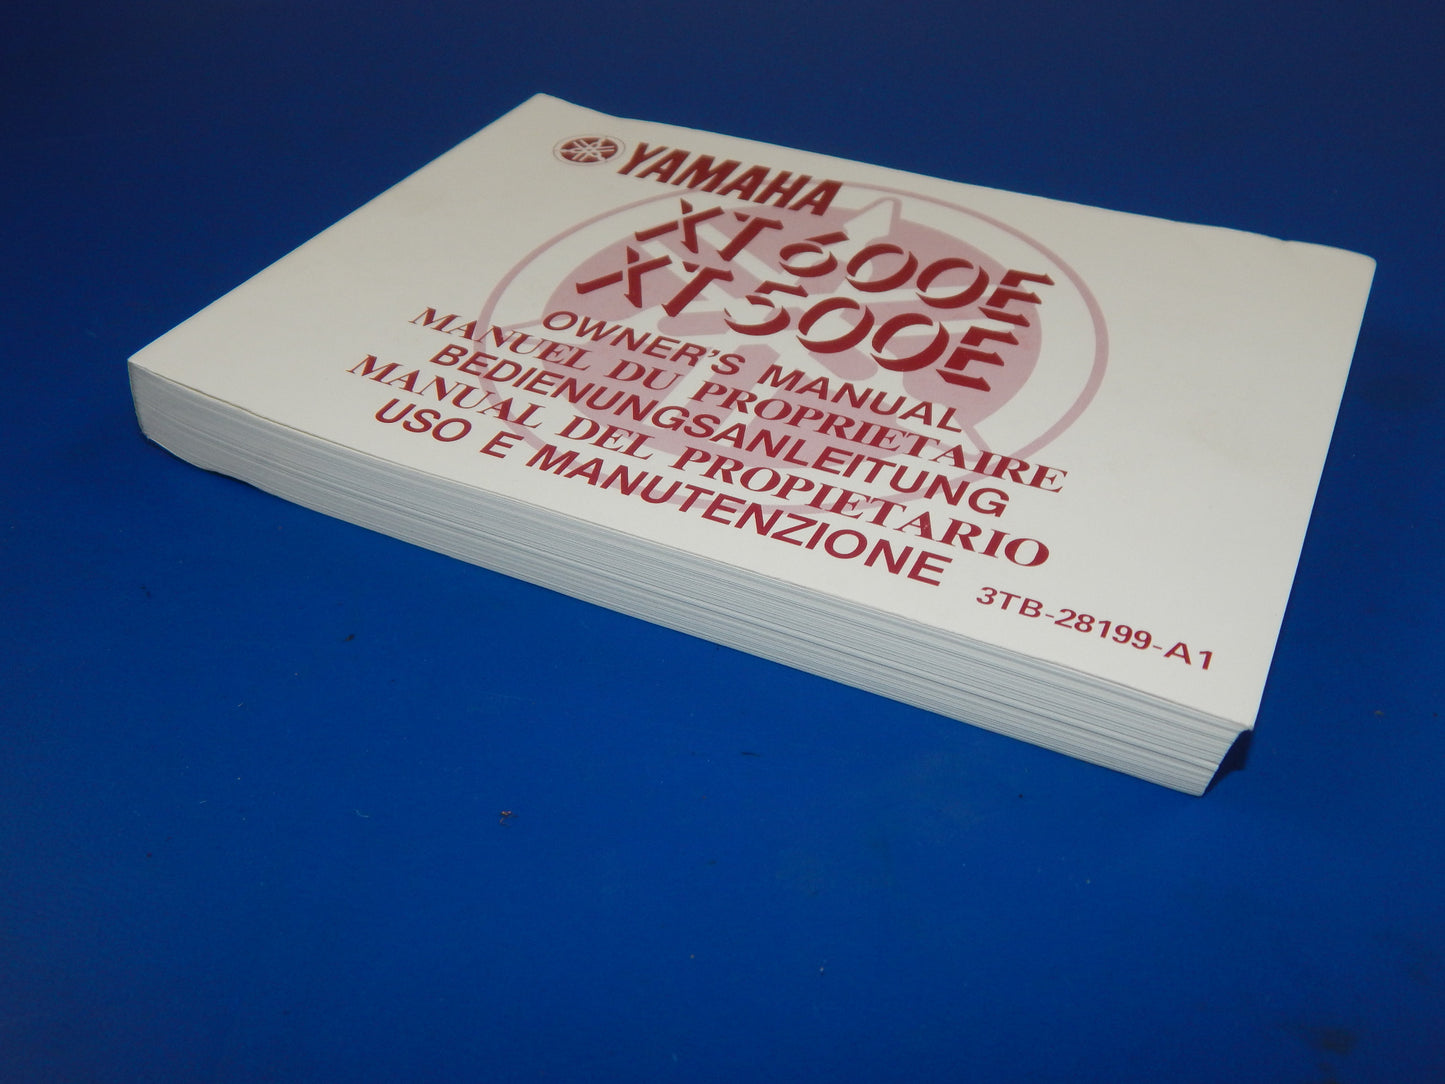 YAMAHA
XT600E
XT500E
OWNER'S MANUAL
MANUEL DU PROPRIETAIRE
BEDIENUNGSANLEITUNG
MANUAL DEL PROPIETARIO
USO E MANUTENZIONE
3TB-28199-A1